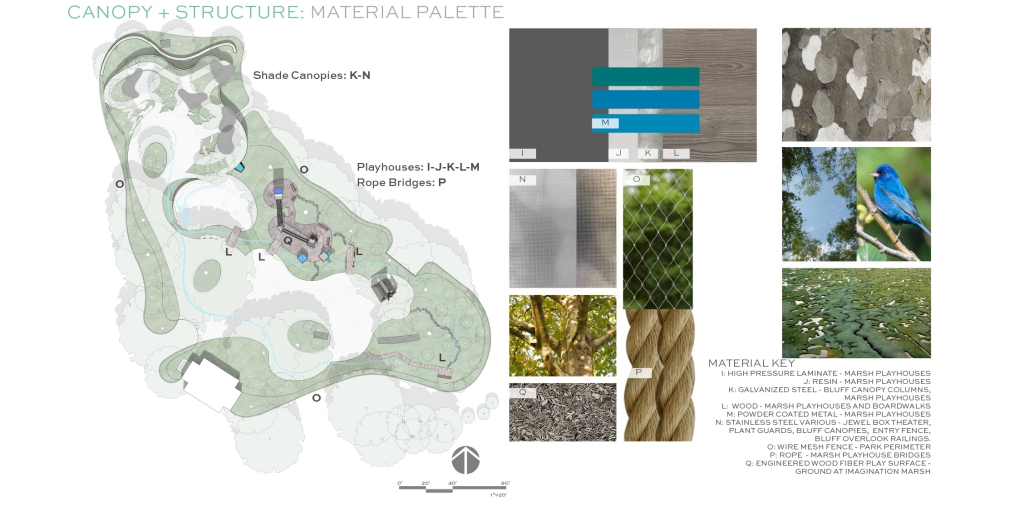 CANOPY + STRUCTURE: MATERIAL PALETTE
Shade Canopies: K-N
Playhouses: I-J-K-L-M
Rope Bridges: P
O
O
Q
L
L
L
L
O
0'
20'
40'
80'
1"=20'
M
I
J
K
L
N
O
P
Q
MATERIAL KEY
I: HIGH PRESSURE LAMINATE - MARSH PLAYHOUSES
J: RESIN - MARSH PLAYHOUSES
K: GALVANIZED STEEL - BLUFF CANOPY COLUMNS,
MARSH PLAYHOUSES
L: WOOD - MARSH PLAYHOUSES AND BOARDWALKS
M: POWDER COATED METAL - MARSH PLAYHOUSES
N: STAINLESS STEEL VARIOUS - JEWEL BOX THEATER,
PLANT GUARDS, BLUFF CANOPIES, ENTRY FENCE,
BLUFF OVERLOOK RAILINGS.
O: WIRE MESH FENCE - PARK PERIMETER
P: ROPE - MARSH PLAYHOUSE BRIDGES
Q: ENGINEERED WOOD FIBER PLAY SURFACE -
GROUND AT IMAGINATION MARSH